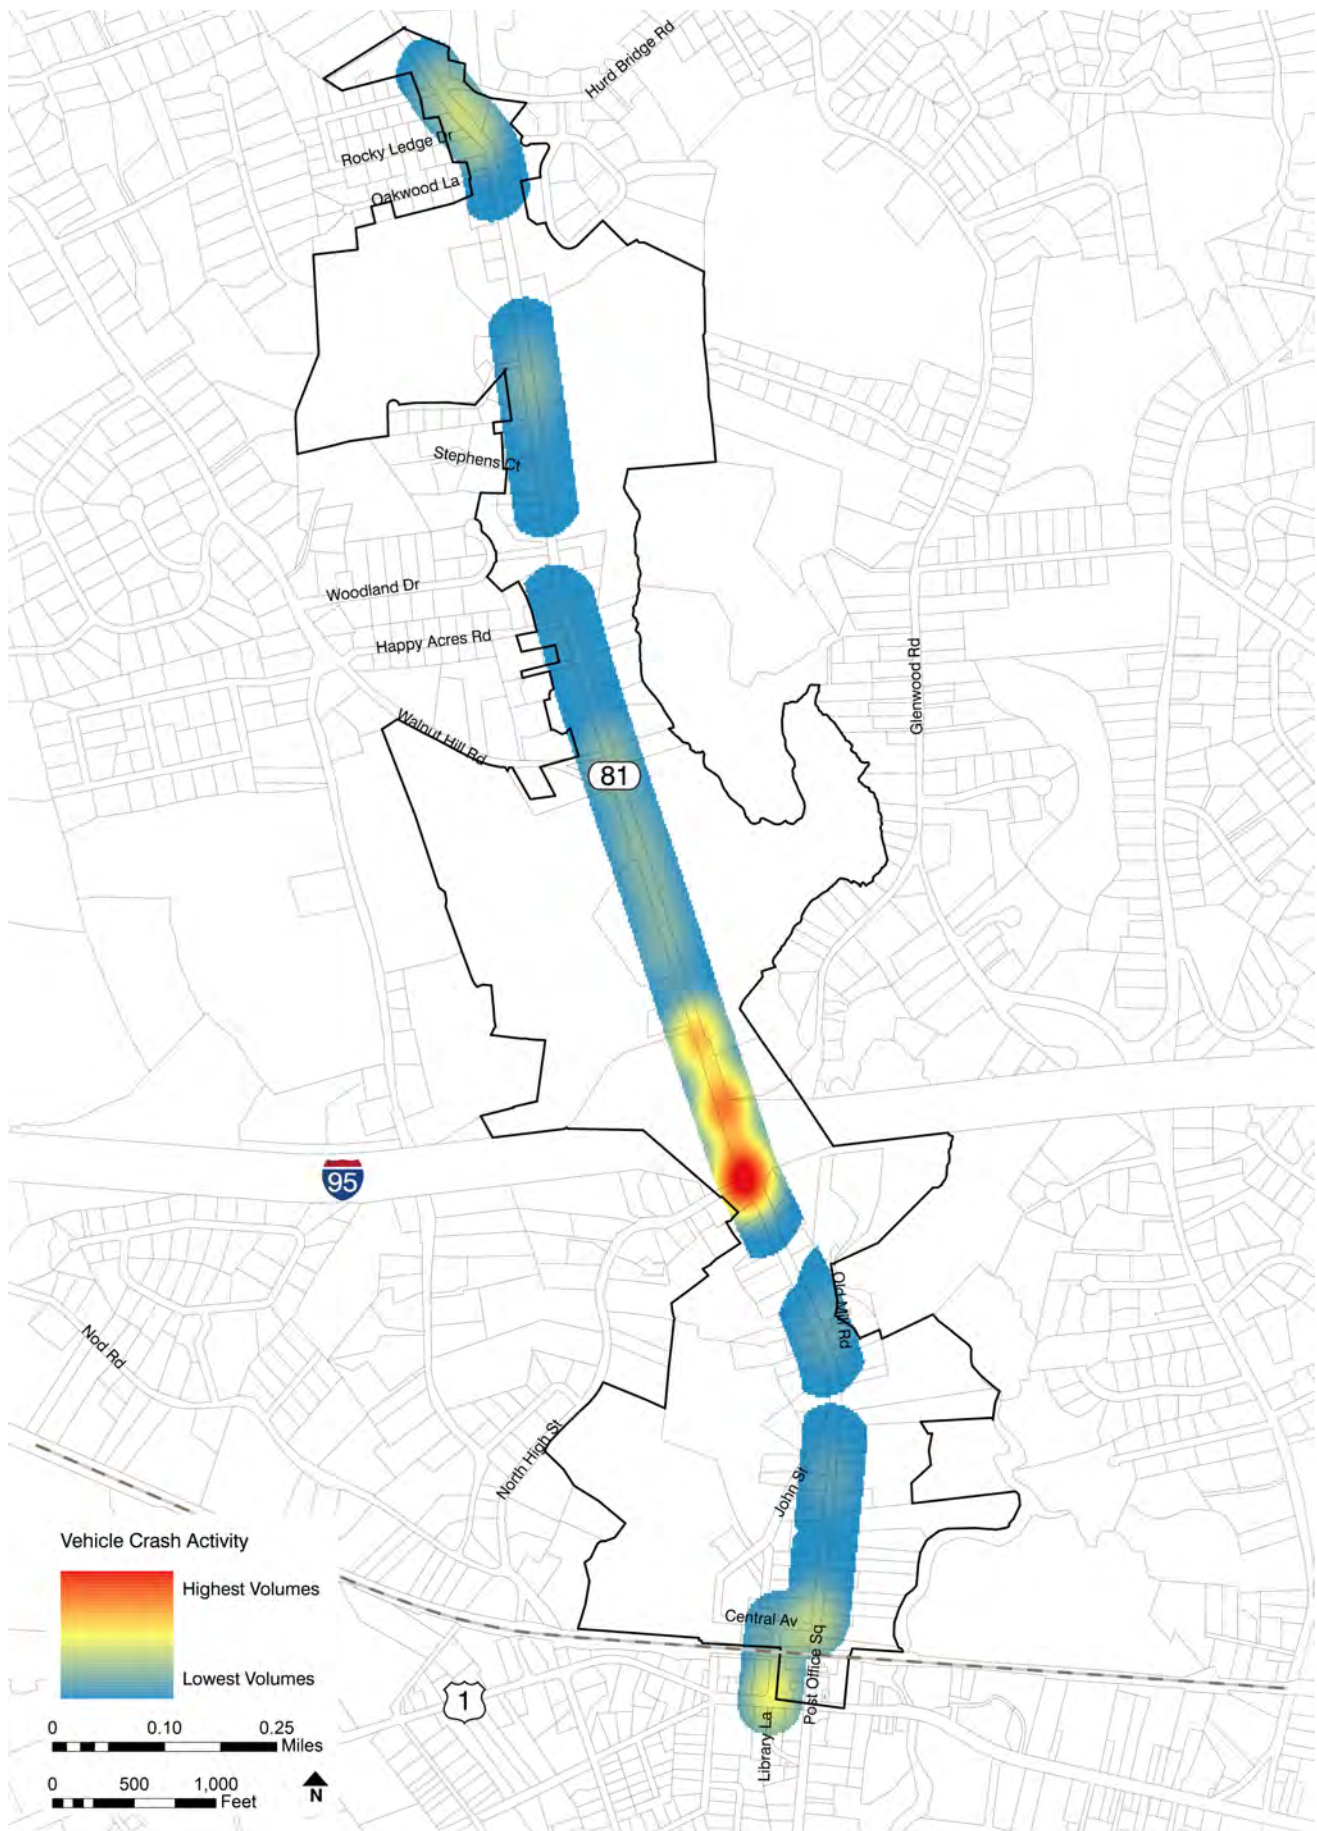 Hurd Bridge Rd
Rocky Ledge Dr
Oakwood La
Stephens Ct
Woodland Dr
Happy Acres Rd
Glenwood Rd
Walnut Hill Rd
81
95
Old Mill Rd
Nod Rd
North High St
John St
Vehicle Crash Activity
Highest Volumes
Lowest Volumes
Central Av
Post Office Sq
1
Library La
0 0.10 0.25
Miles
0 500 1,000
Feet
N